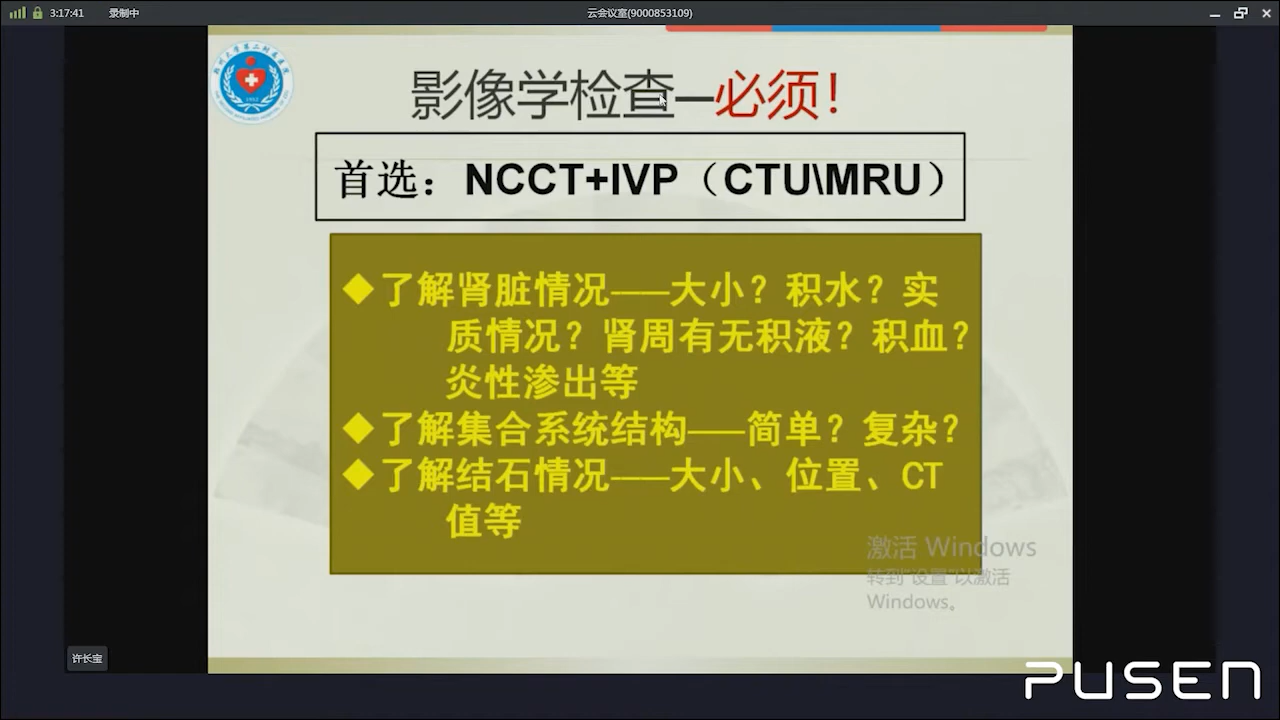 3:17:41 录制中
云会议室(9000853109)
影像学检查—必须！
首选：NCCT+IVP（CTU\MRU）
◆了解肾脏情况——大小？积水？实
质情况？肾周有无积液？积血？
炎性渗出等
◆了解集合系统结构——简单？复杂？
◆了解结石情况——大小、位置、CT
值等
激活 Windows
转到"设置"以激活
Windows。
许长宝
PUSEN